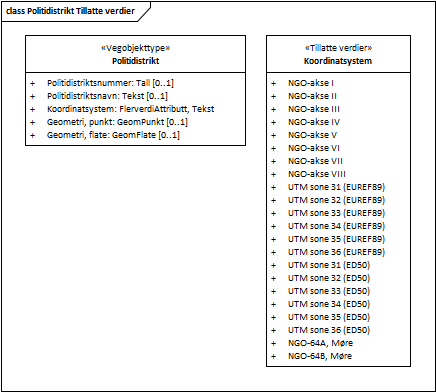 class Politidistrikt Tillatte verdier
«Vegobjekttype»
Politidistrikt
+ Politidistriktsnummer: Tall [0..1]
+ Politidistriktsnavn: Tekst [0..1]
+ Koordinatsystem: FlerverdiAttributt, Tekst
+ Geometri, punkt: GeomPunkt [0..1]
+ Geometri, flate: GeomFlate [0..1]
«Tillatte verdier»
Koordinatsystem
+ NGO-akse I
+ NGO-akse II
+ NGO-akse III
+ NGO-akse IV
+ NGO-akse V
+ NGO-akse VI
+ NGO-akse VII
+ NGO-akse VIII
+ UTM sone 31 (EUREF89)
+ UTM sone 32 (EUREF89)
+ UTM sone 33 (EUREF89)
+ UTM sone 34 (EUREF89)
+ UTM sone 35 (EUREF89)
+ UTM sone 36 (EUREF89)
+ UTM sone 31 (ED50)
+ UTM sone 32 (ED50)
+ UTM sone 33 (ED50)
+ UTM sone 34 (ED50)
+ UTM sone 35 (ED50)
+ UTM sone 36 (ED50)
+ NGO-64A, Møre
+ NGO-64B, Møre